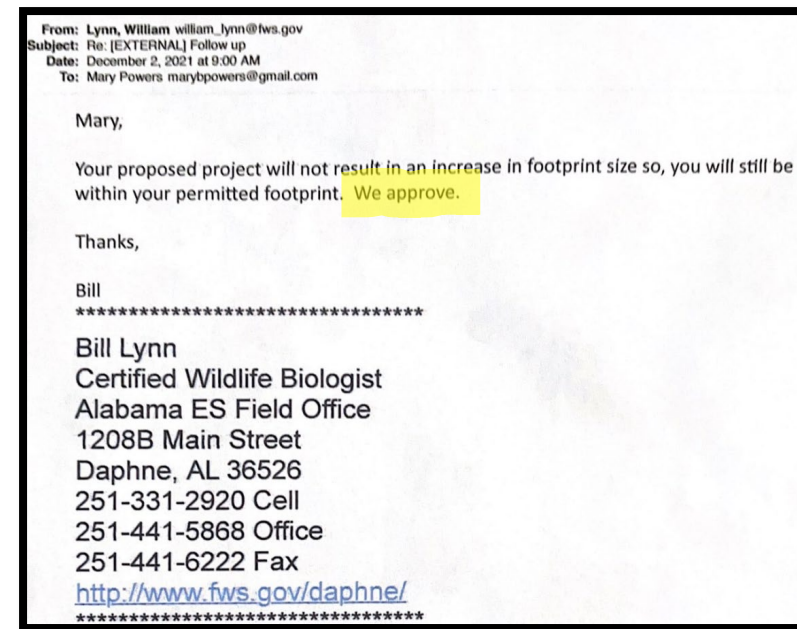 From: Lynn, William william_lynn@fws.gov
Subject: Re: [EXTERNAL] Follow up
Date: December 2, 2021 at 9:00 AM
To: Mary Powers marybpowers@gmail.com
Mary,
Your proposed project will not result in an increase in footprint size so, you will still be
within your permitted footprint. We approve.
Thanks,
Bill
*********************************
Bill Lynn
Certified Wildlife Biologist
Alabama ES Field Office
1208B Main Street
Daphne, AL 36526
251-331-2920 Cell
251-441-5868 Office
251-441-6222 Fax
http://www.fws.gov/daphne/
*********************************